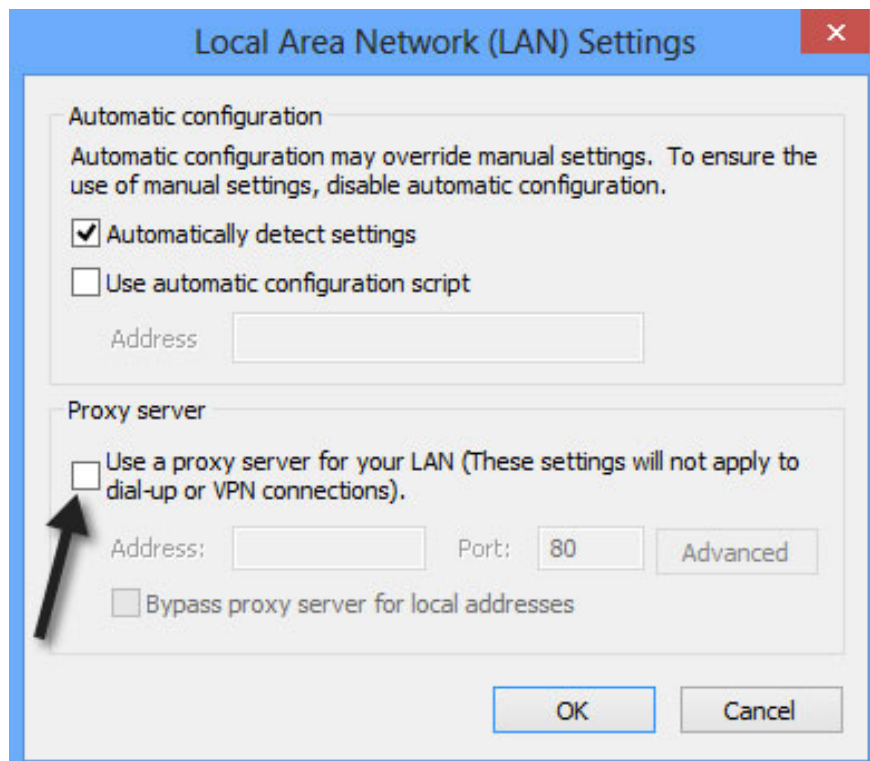 Local Area Network (LAN) Settings
Automatic configuration
Automatic configuration may override manual settings. To ensure the
use of manual settings, disable automatic configuration.
Automatically detect settings
Use automatic configuration script
Address
Proxy server
Use a proxy server for your LAN (These settings will not apply to
dial-up or VPN connections).
Address: Port: 80 Advanced
Bypass proxy server for local addresses
OK Cancel